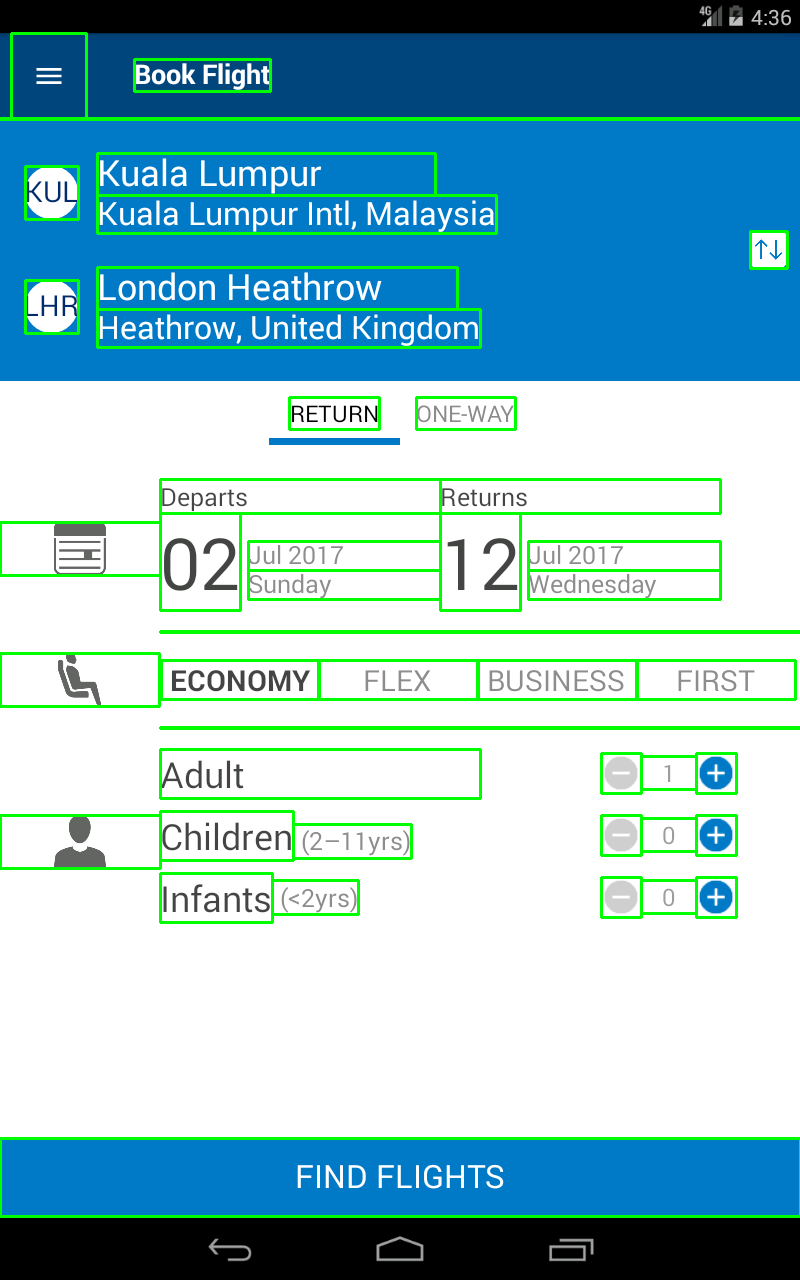 4G 4:36
Book Flight
KUL Kuala Lumpur
Kuala Lumpur Intl, Malaysia
LHR London Heathrow
Heathrow, United Kingdom
RETURN ONE-WAY
Departs Returns
02 Jul 2017 Sunday 12 Jul 2017 Wednesday
ECONOMY FLEX BUSINESS FIRST
Adult 1
Children (2–11yrs) 0
Infants (<2yrs) 0
FIND FLIGHTS